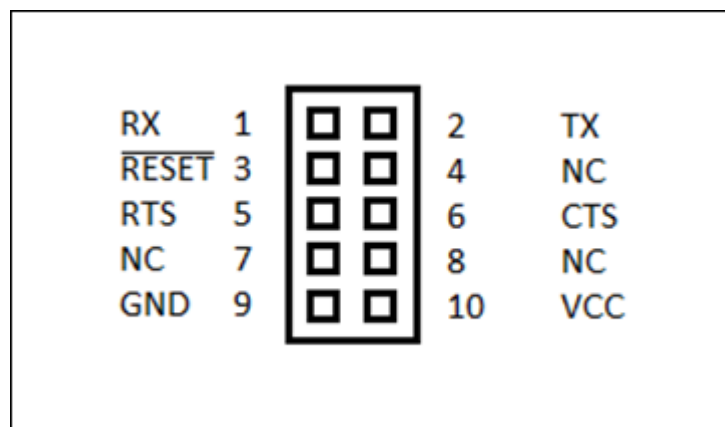 RX 1 2 TX
RESET 3 4 NC
RTS 5 6 CTS
NC 7 8 NC
GND 9 10 VCC